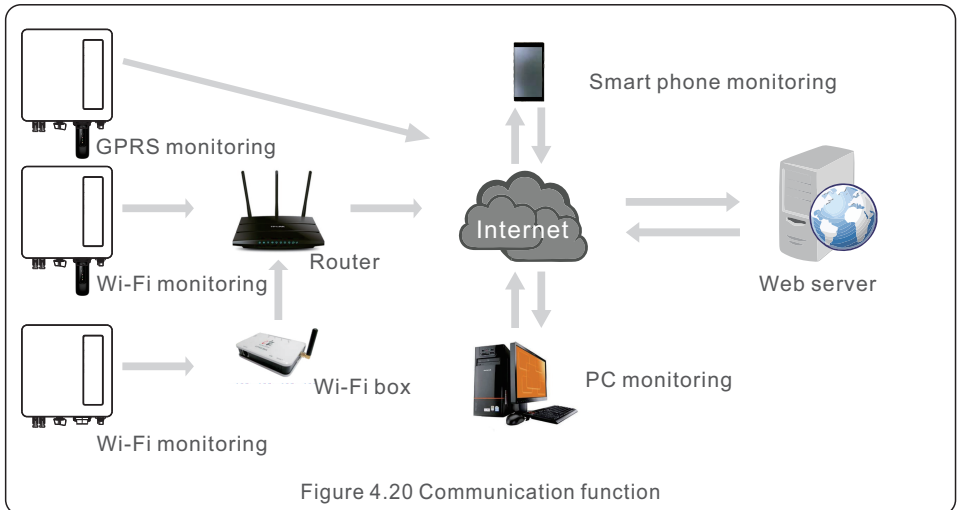 Smart phone monitoring
GPRS monitoring
Internet
Router
Wi-Fi monitoring
Web server
Wi-Fi box
PC monitoring
Wi-Fi monitoring
Figure 4.20 Communication function